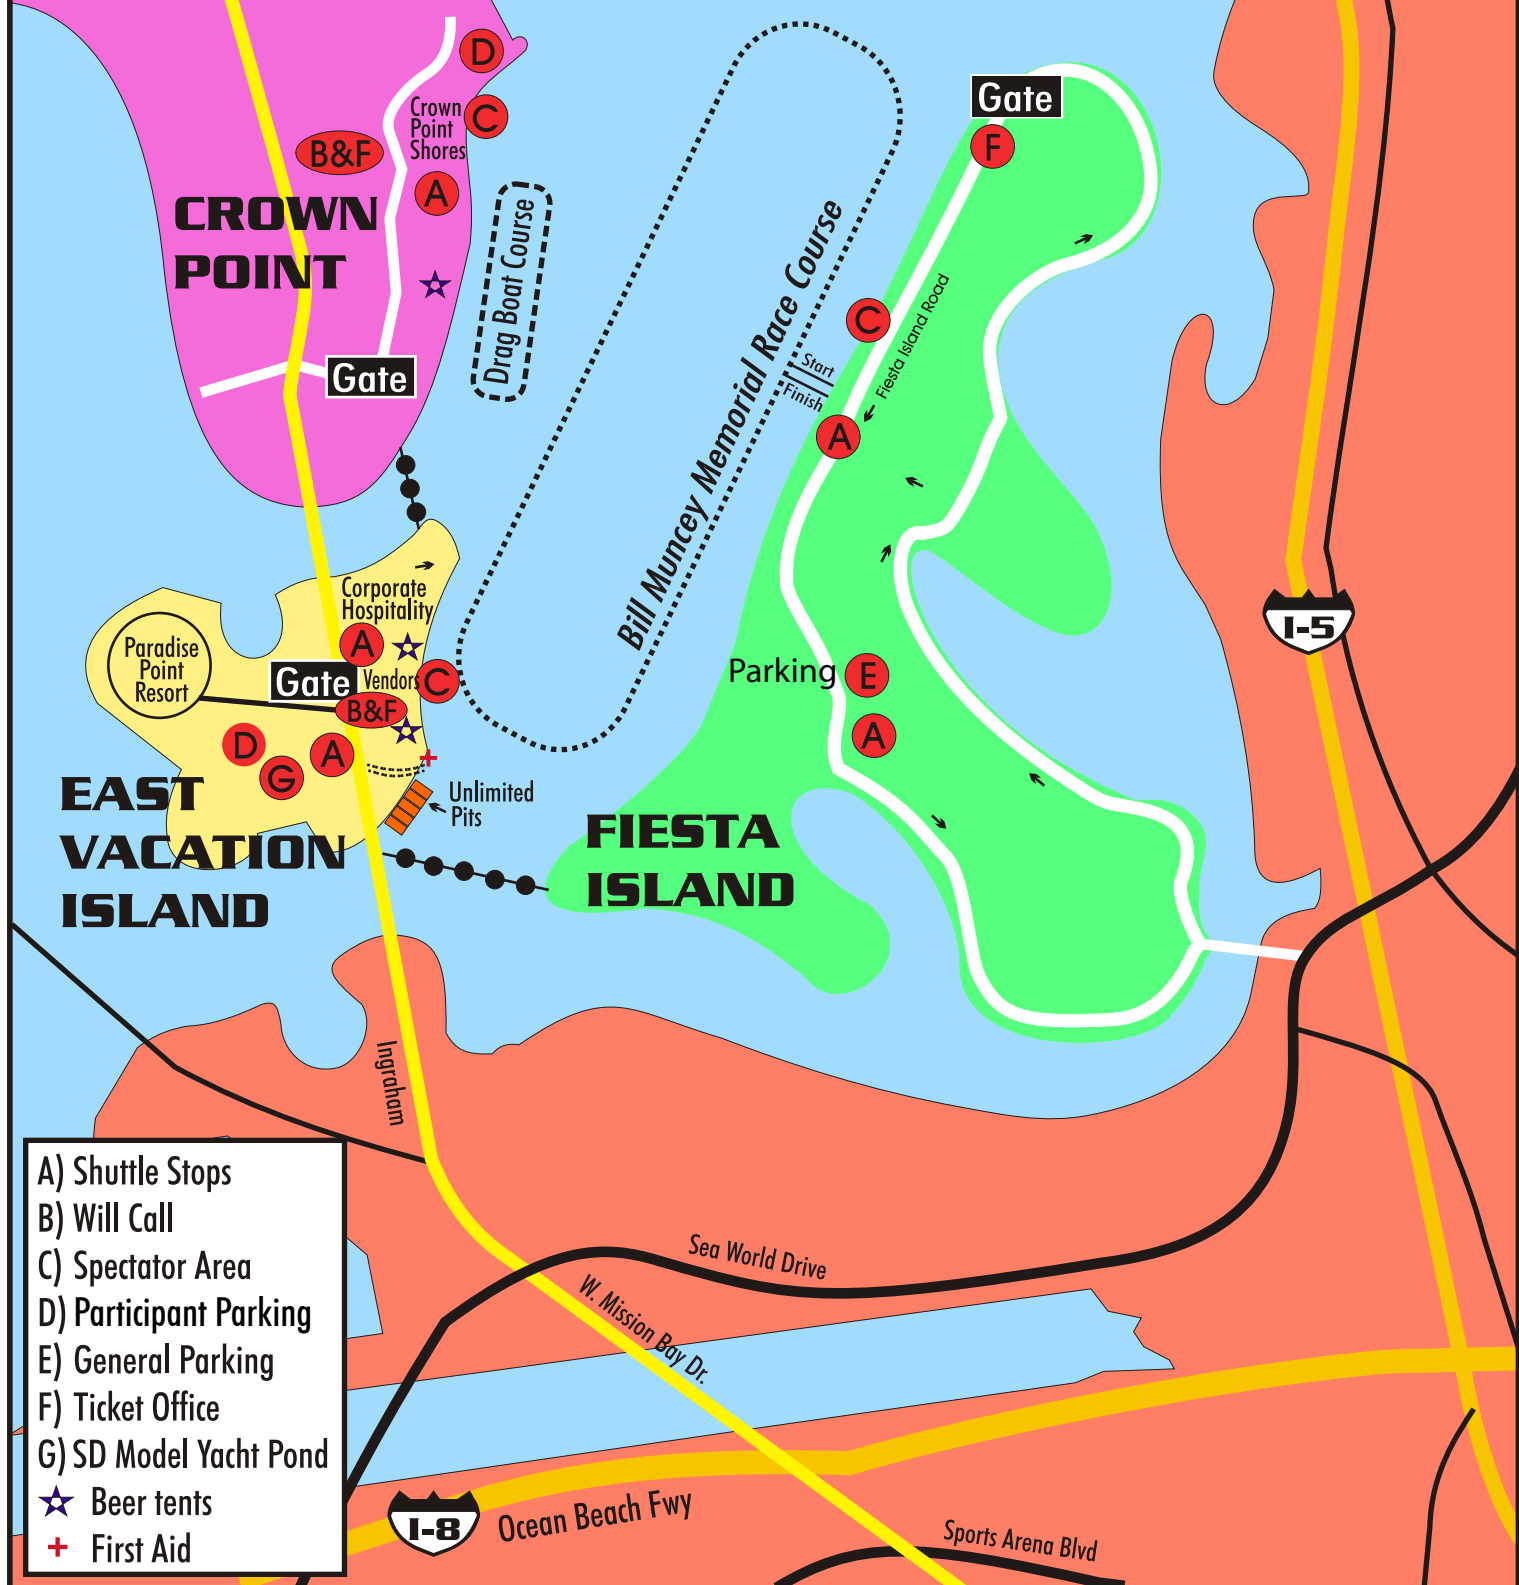 D
Crown
Point
Shores
C
B&F
A
CROWN
POINT
Gate
Drag Boat Course
Bill Muncey Memorial Race Course
Start
Finish
Gate
F
C
Fiesta Island Road
A
Parking
E
A
FIESTA
ISLAND
Corporate
Hospitality
A
Paradise
Point
Resort
Gate
Vendors
C
B&F
D
G
A
Unlimited
Pits
EAST
VACATION
ISLAND
I-5
Ingraham
Sea World Drive
W. Mission Bay Dr.
I-8
Ocean Beach Fwy
Sports Arena Blvd
A) Shuttle Stops
B) Will Call
C) Spectator Area
D) Participant Parking
E) General Parking
F) Ticket Office
G) SD Model Yacht Pond
Beer tents
First Aid